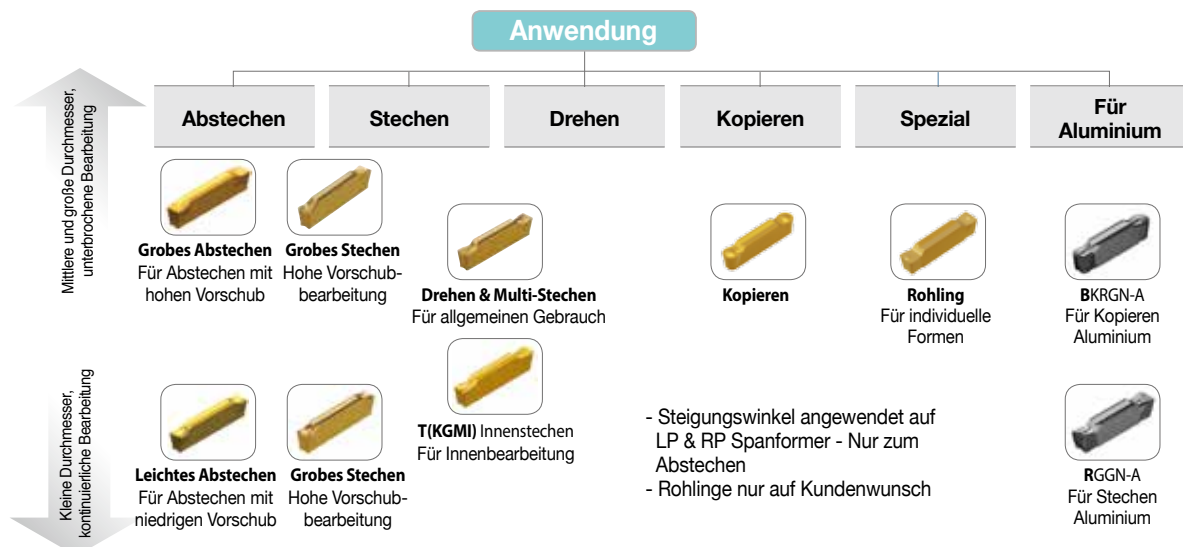 Anwendung
Mittlere und große Durchmesser,
unterbrochene Bearbeitung
Abstechen
Stechen
Drehen
Kopieren
Spezial
Für
Aluminium
Grobes Abstechen
Für Abstechen mit
hohen Vorschub
Grobes Stechen
Hohe Vorschub-
bearbeitung
Drehen & Multi-Stechen
Für allgemeinen Gebrauch
Kopieren
Rohling
Für individuelle
Formen
BKRGN-A
Für Kopieren
Aluminium
Kleine Durchmesser,
kontinuierliche Bearbeitung
Leichtes Abstechen
Für Abstechen mit
niedrigen Vorschub
Grobes Stechen
Hohe Vorschub-
bearbeitung
T(KGMI) Innenstechen
Für Innenbearbeitung
- Steigungswinkel angewendet auf
LP & RP Spanformer - Nur zum
Abstechen
- Rohlinge nur auf Kundenwunsch
RGGN-A
Für Stechen
Aluminium